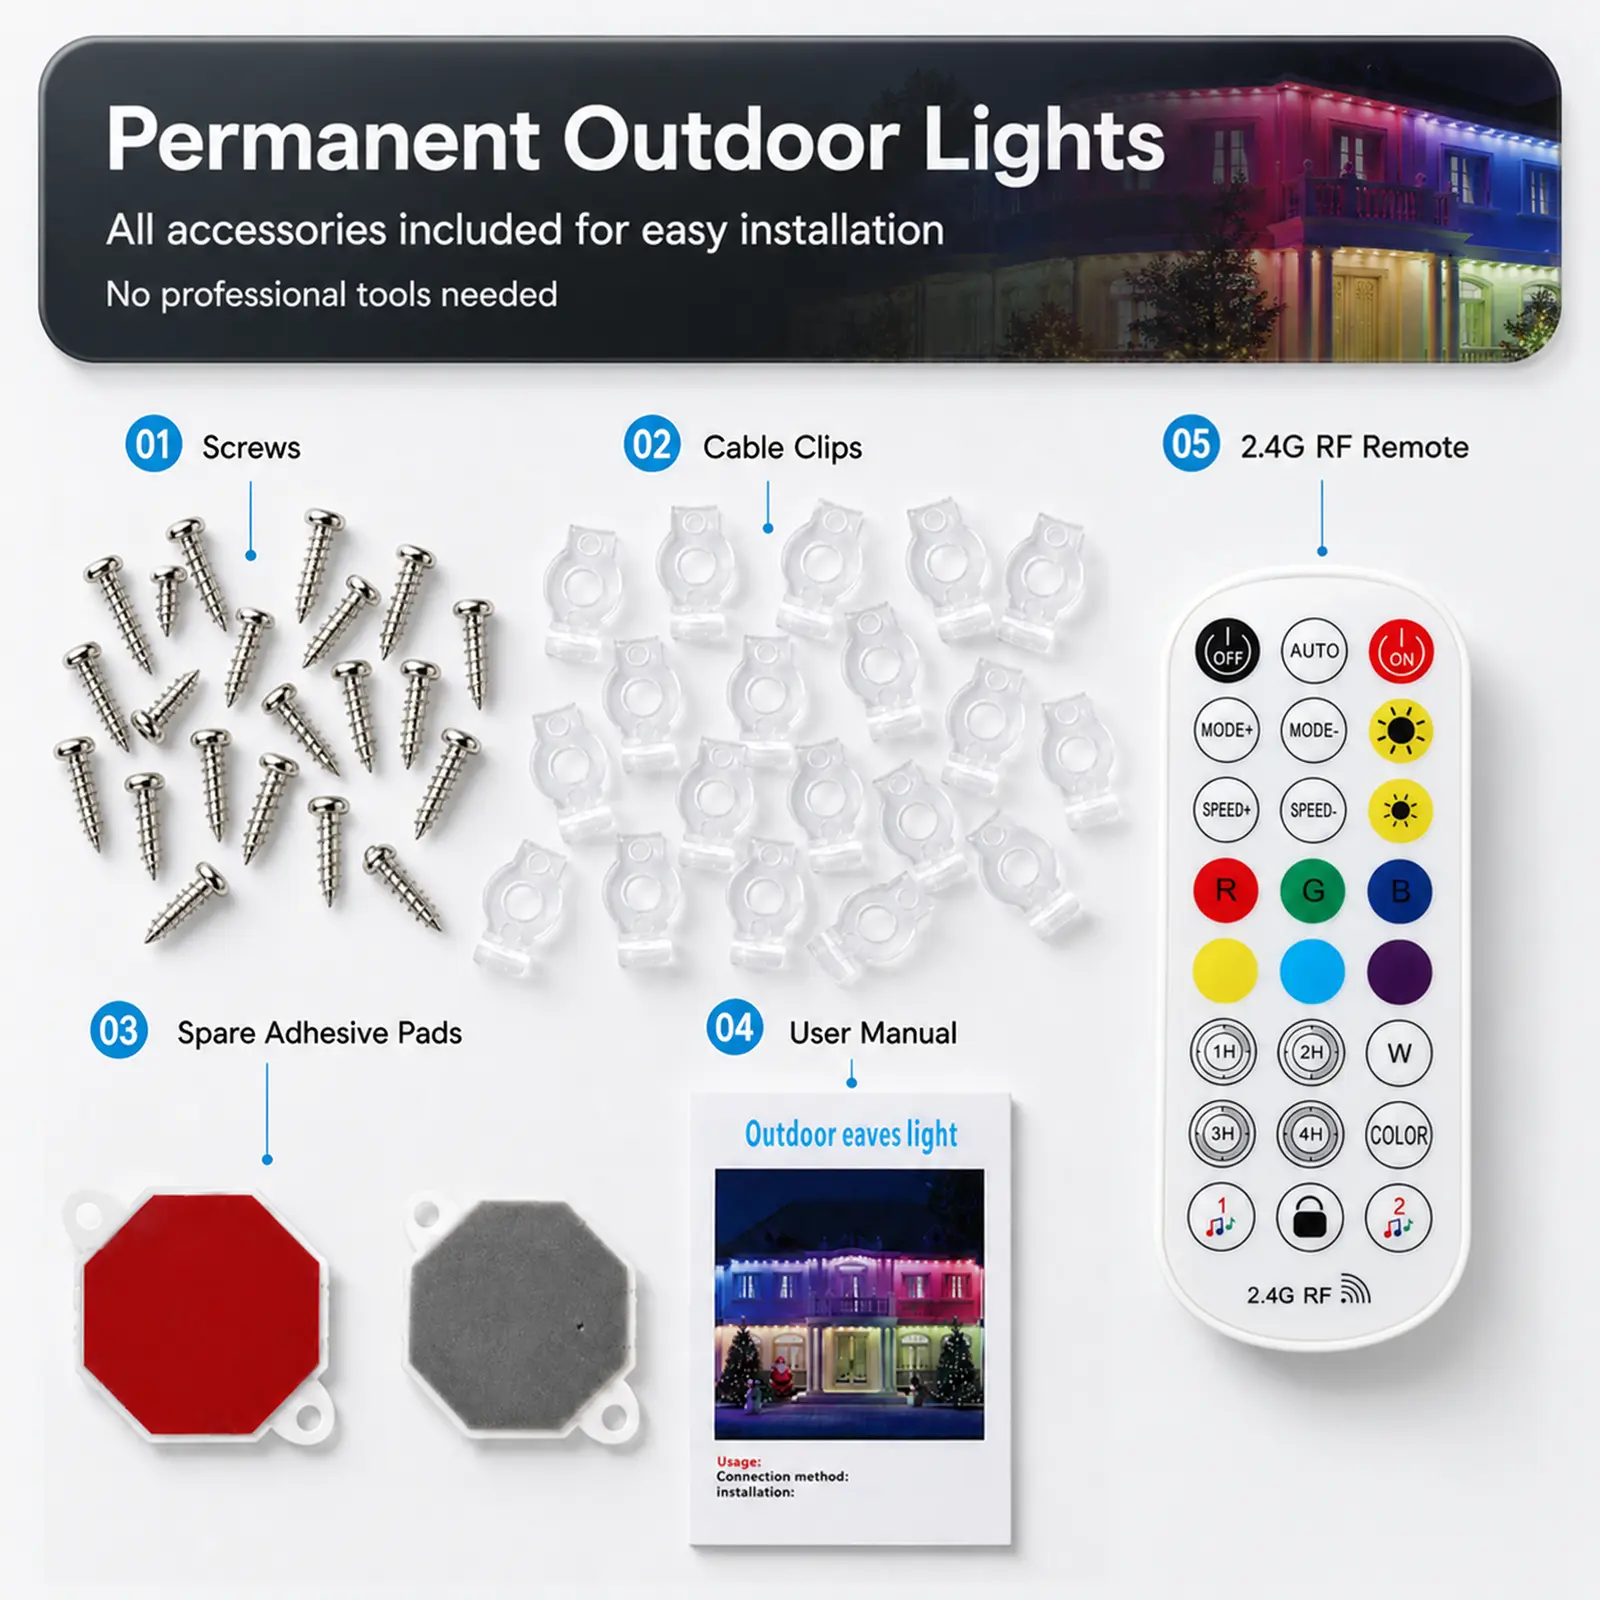 Permanent Outdoor Lights
All accessories included for easy installation
No professional tools needed
01 Screws
02 Cable Clips
05 2.4G RF Remote
OFF AUTO ON
MODE+ MODE-
SPEED+ SPEED-
R G B
1H 2H W
3H 4H COLOR
1 2
2.4G RF
03 Spare Adhesive Pads
04 User Manual
Outdoor eaves light
Usage:
Connection method:
installation: